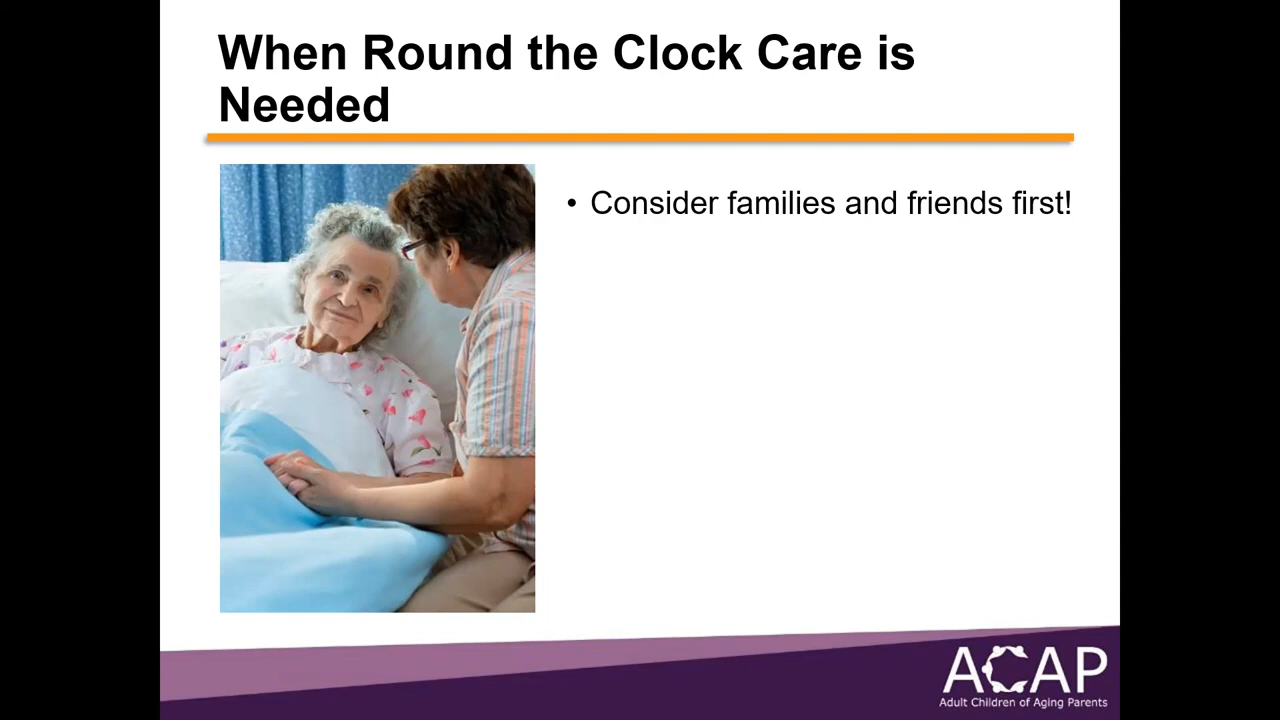 When Round the Clock Care is
Needed
• Consider families and friends first!
ACAP
Adult Children of Aging Parents